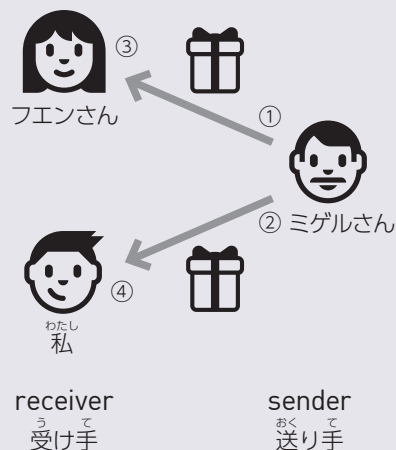 ③
フエンさん
①
② ミゲルさん
④
わたし
私
receiver
sender
う て
受け手
おく て
送り手